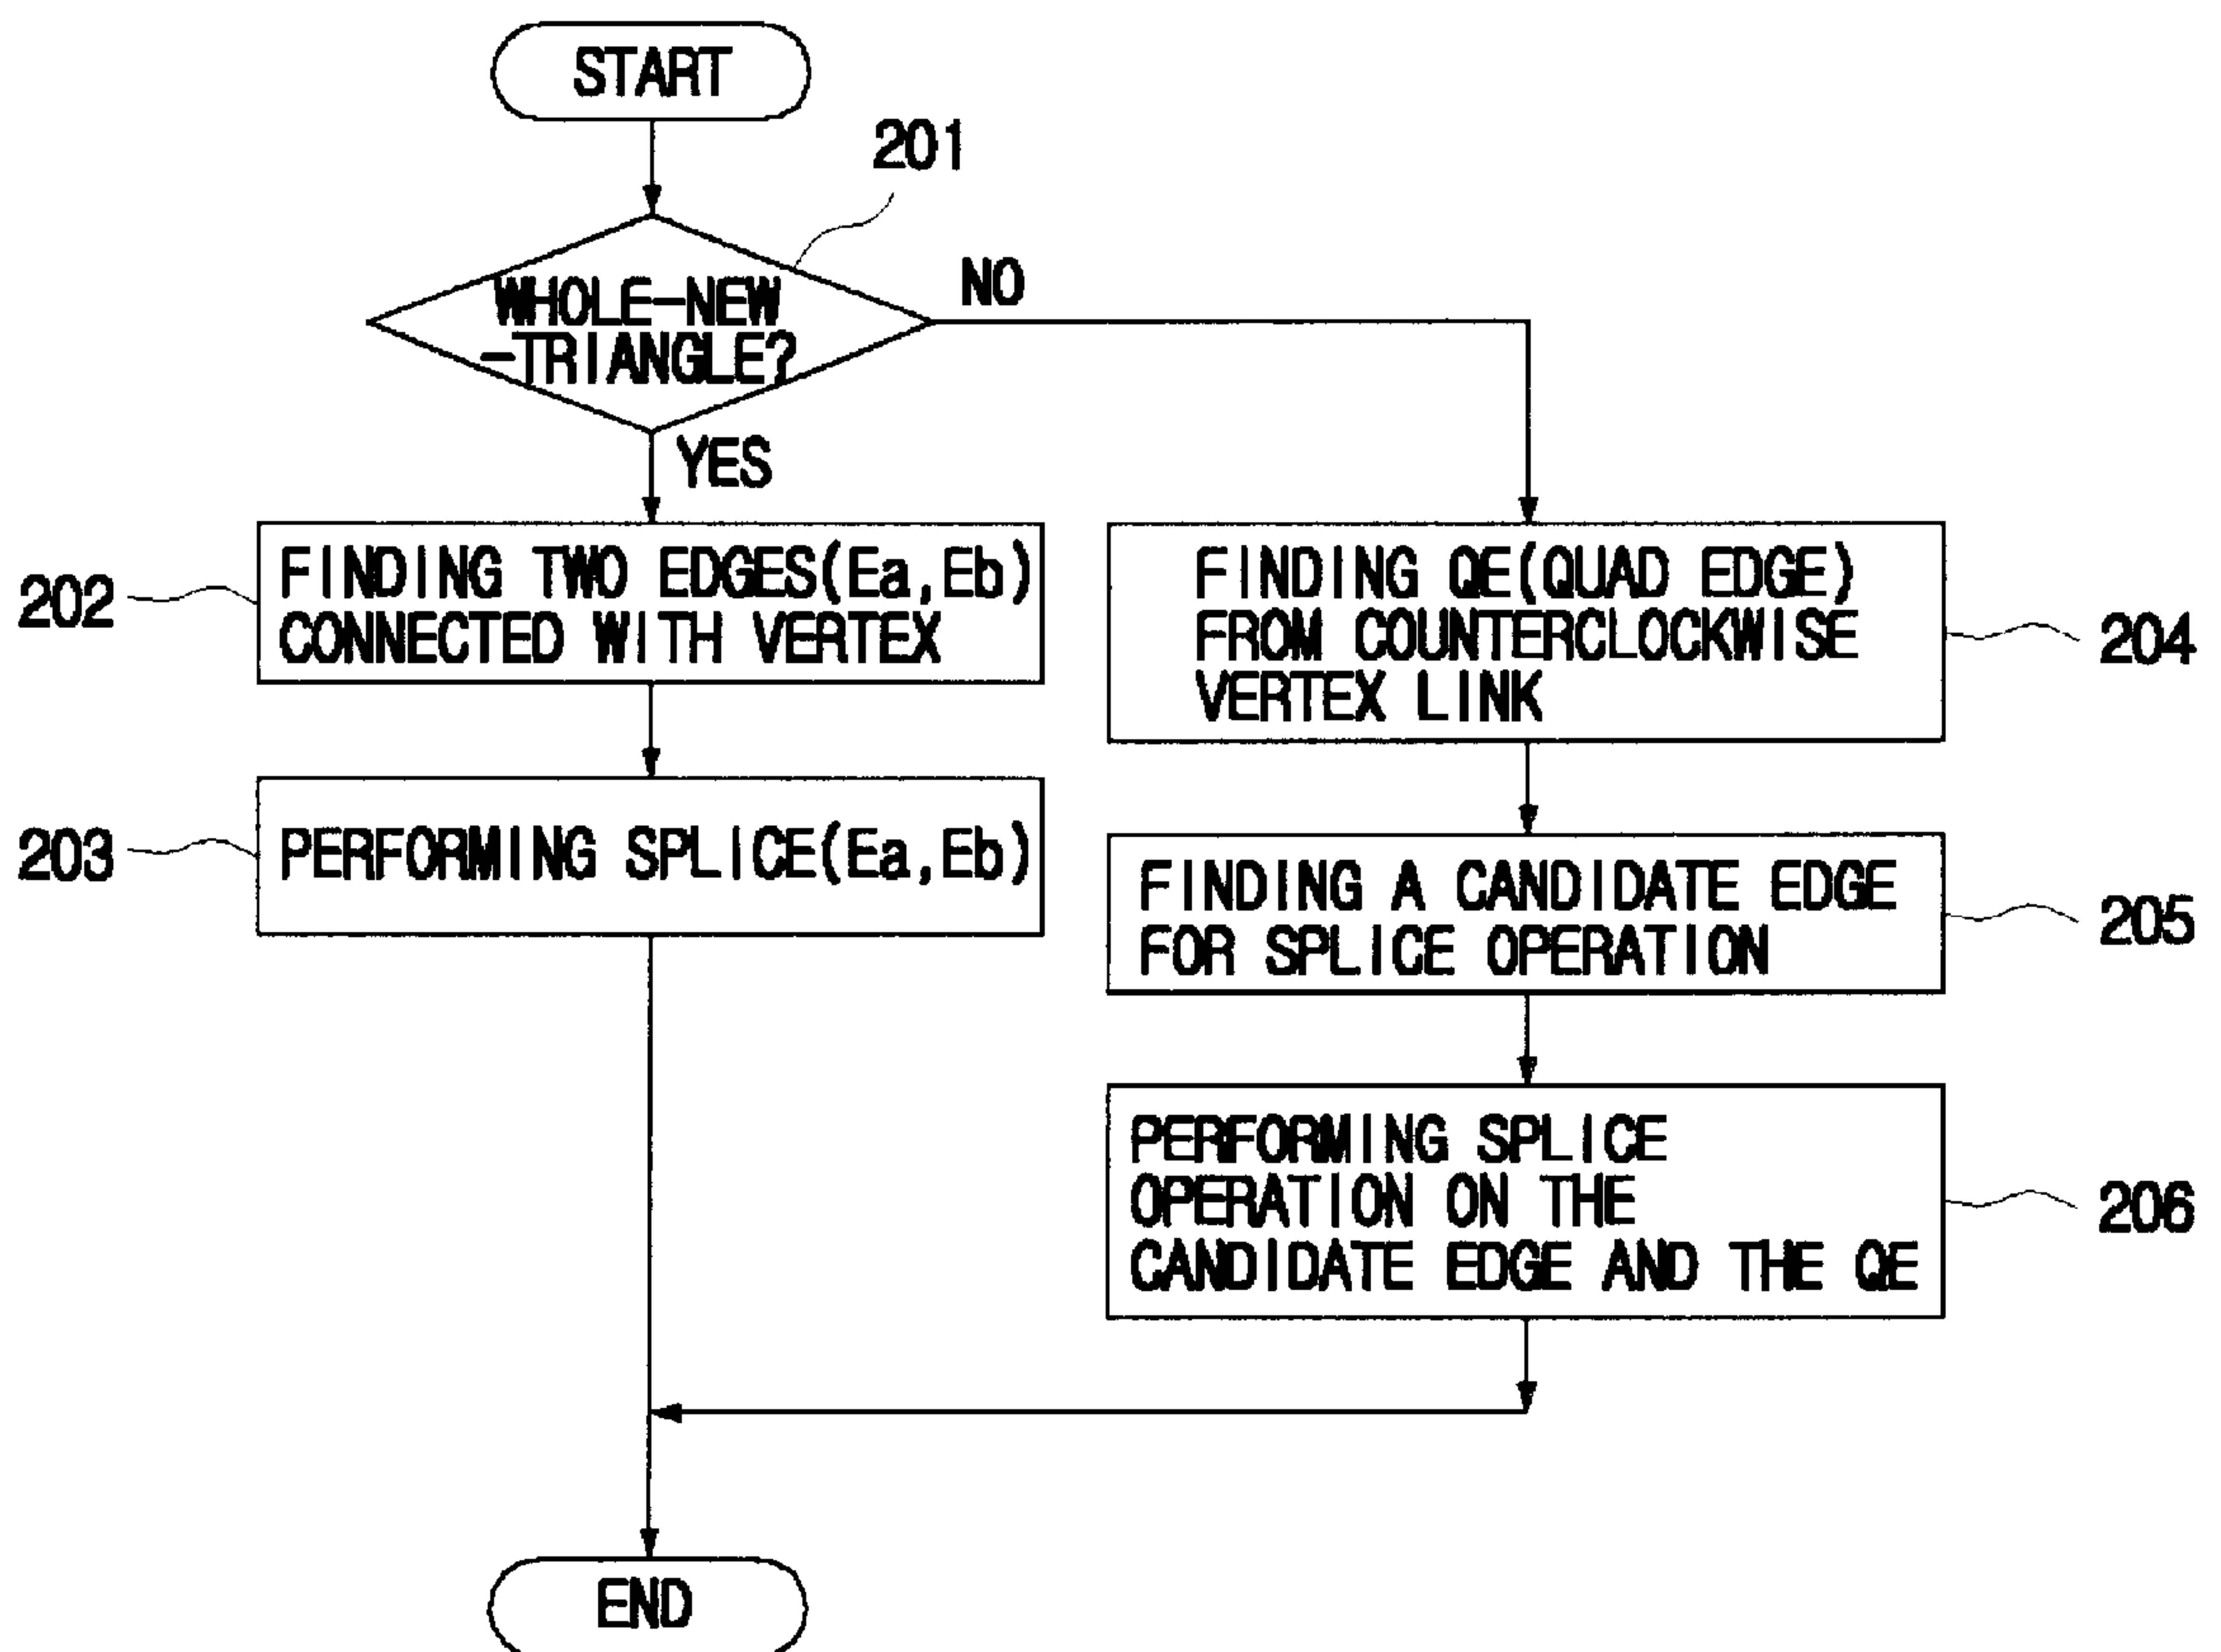 START
201
WHOLE-NEW
-TRIANGLE?
NO
YES
202
FINDING TWO EDGES(Ea,Eb)
CONNECTED WITH VERTEX
203
PERFORMING SPLICE(Ea,Eb)
FINDING QE(QUAD EDGE)
FROM COUNTERCLOCKWISE
VERTEX LINK
204
FINDING A CANDIDATE EDGE
FOR SPLICE OPERATION
205
PERFORMING SPLICE
OPERATION ON THE
CANDIDATE EDGE AND THE QE
206
END